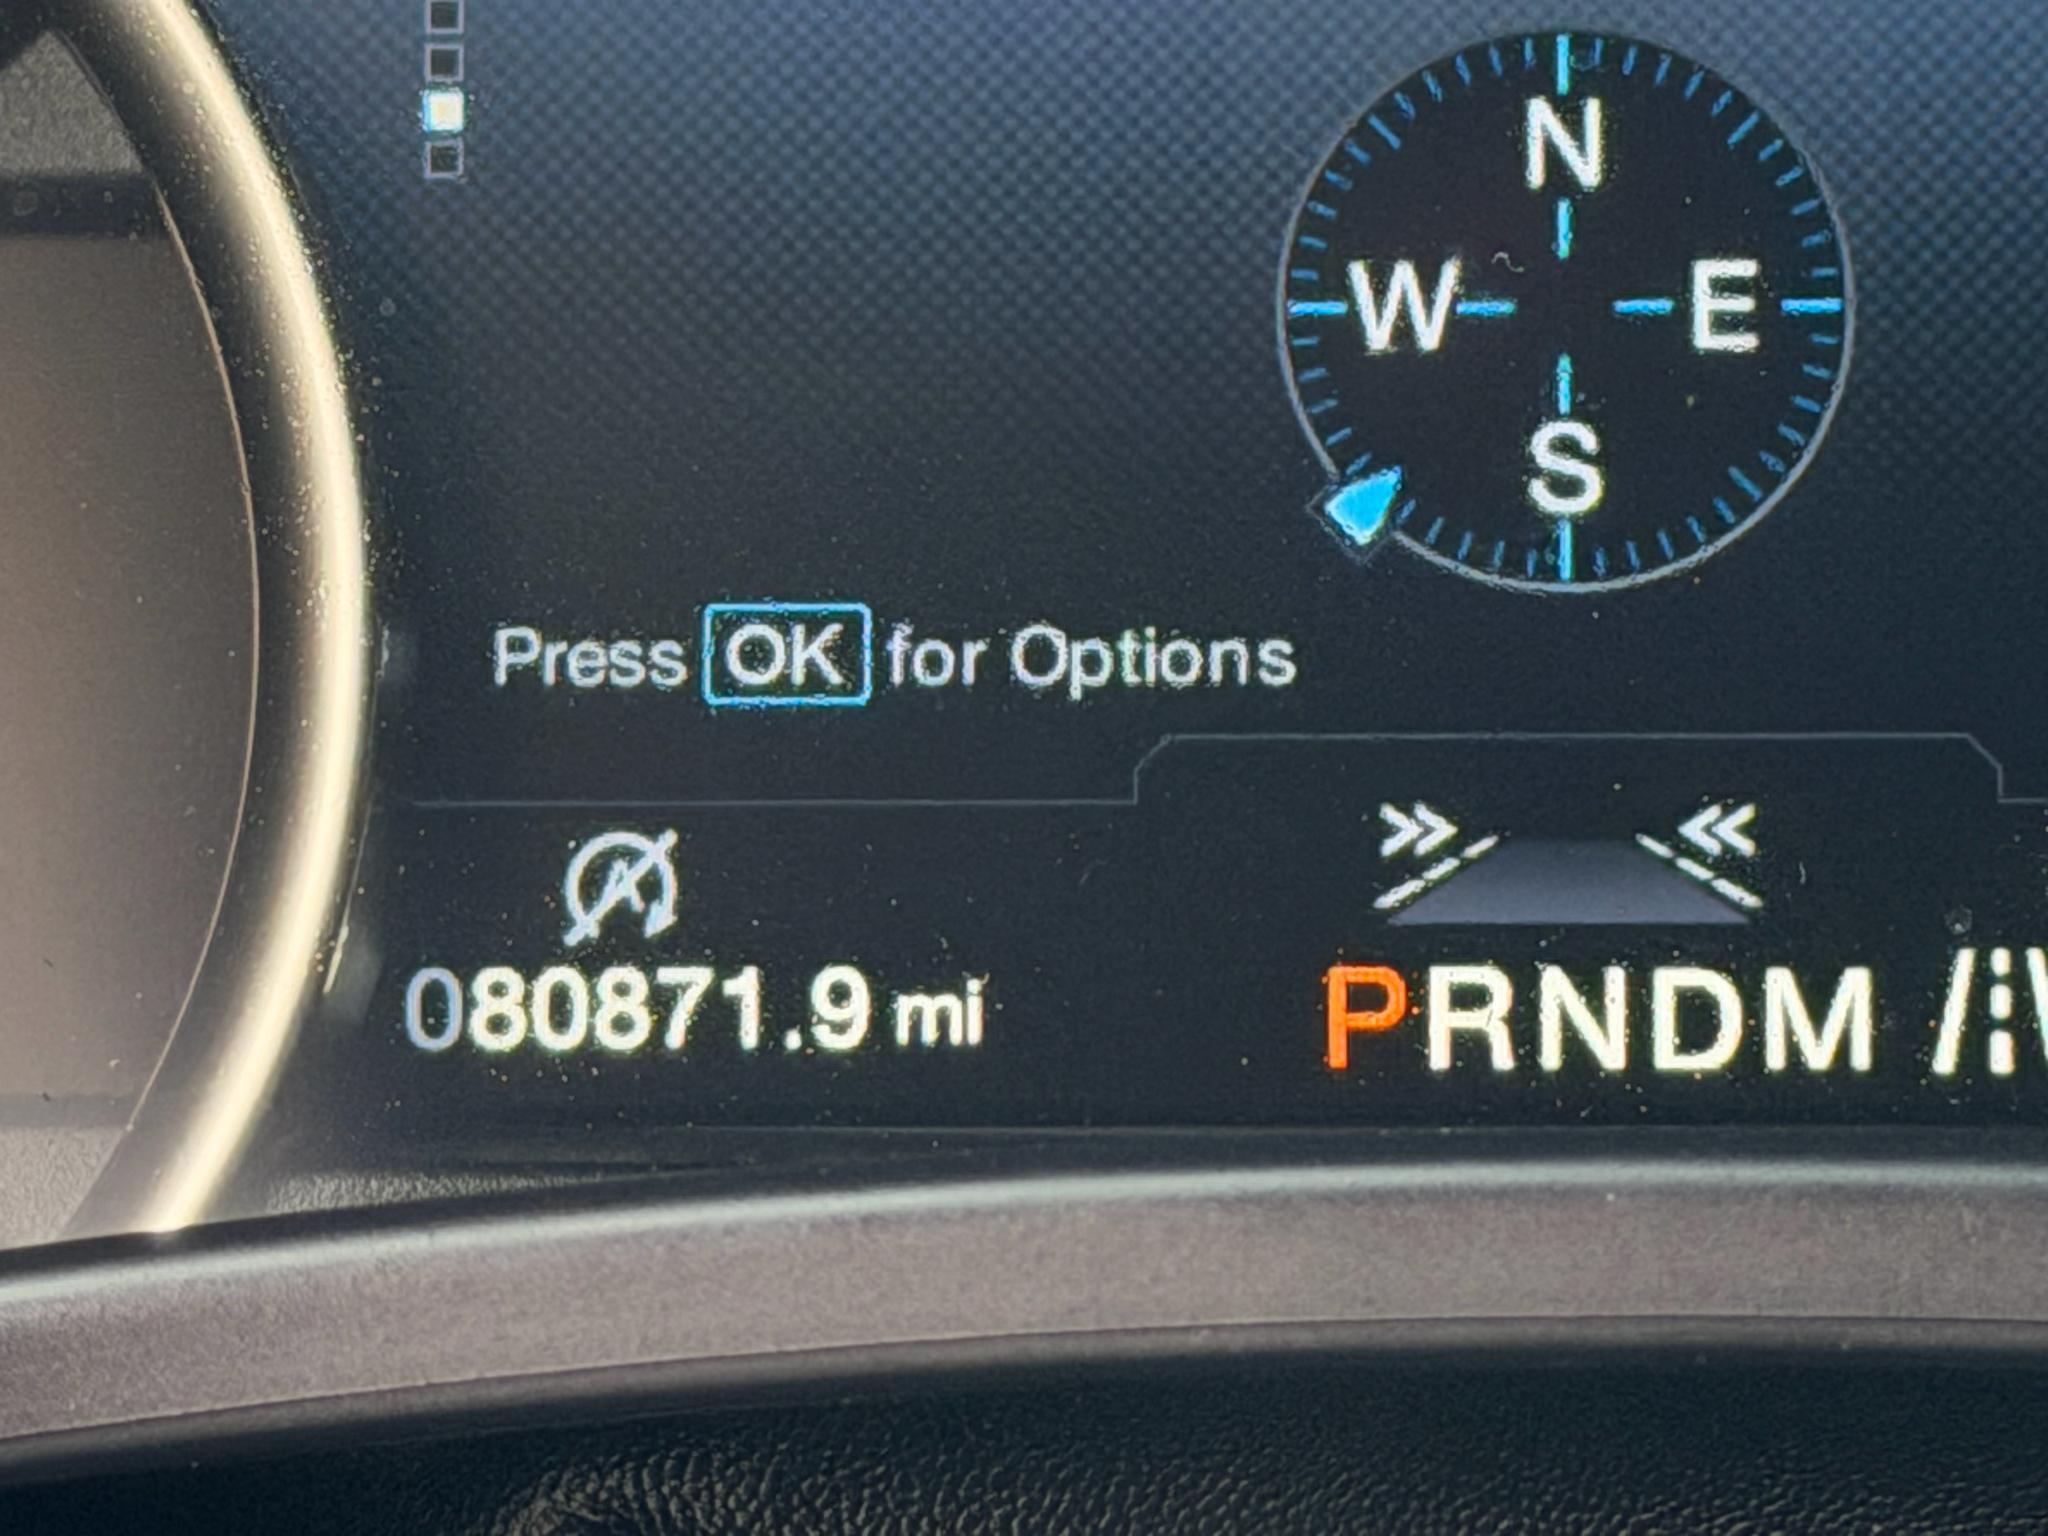 N
W E
S
Press OK for Options
A
080871.9 mi
PRNDM